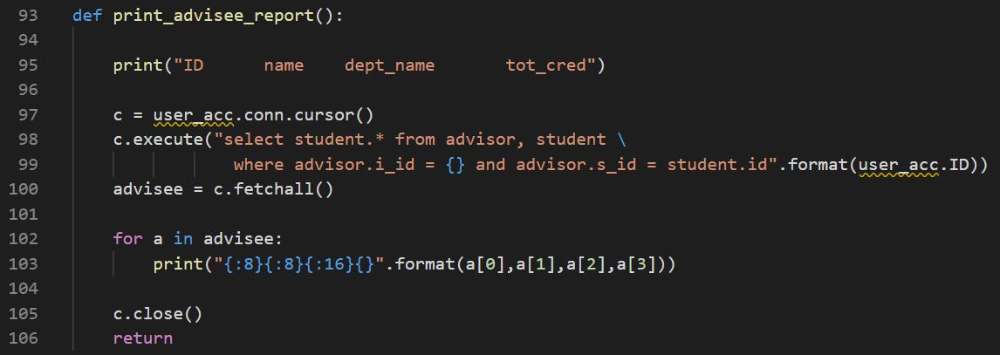 93 def print_advisee_report():
94
95     print("ID      name    dept_name       tot_cred")
96
97     c = user_acc.conn.cursor()
98     c.execute("select student.* from advisor, student \
99                 where advisor.i_id = {} and advisor.s_id = student.id".format(user_acc.ID))
100     advisee = c.fetchall()
101
102     for a in advisee:
103         print("{:8}{:8}{:16}{}".format(a[0],a[1],a[2],a[3]))
104
105     c.close()
106     return